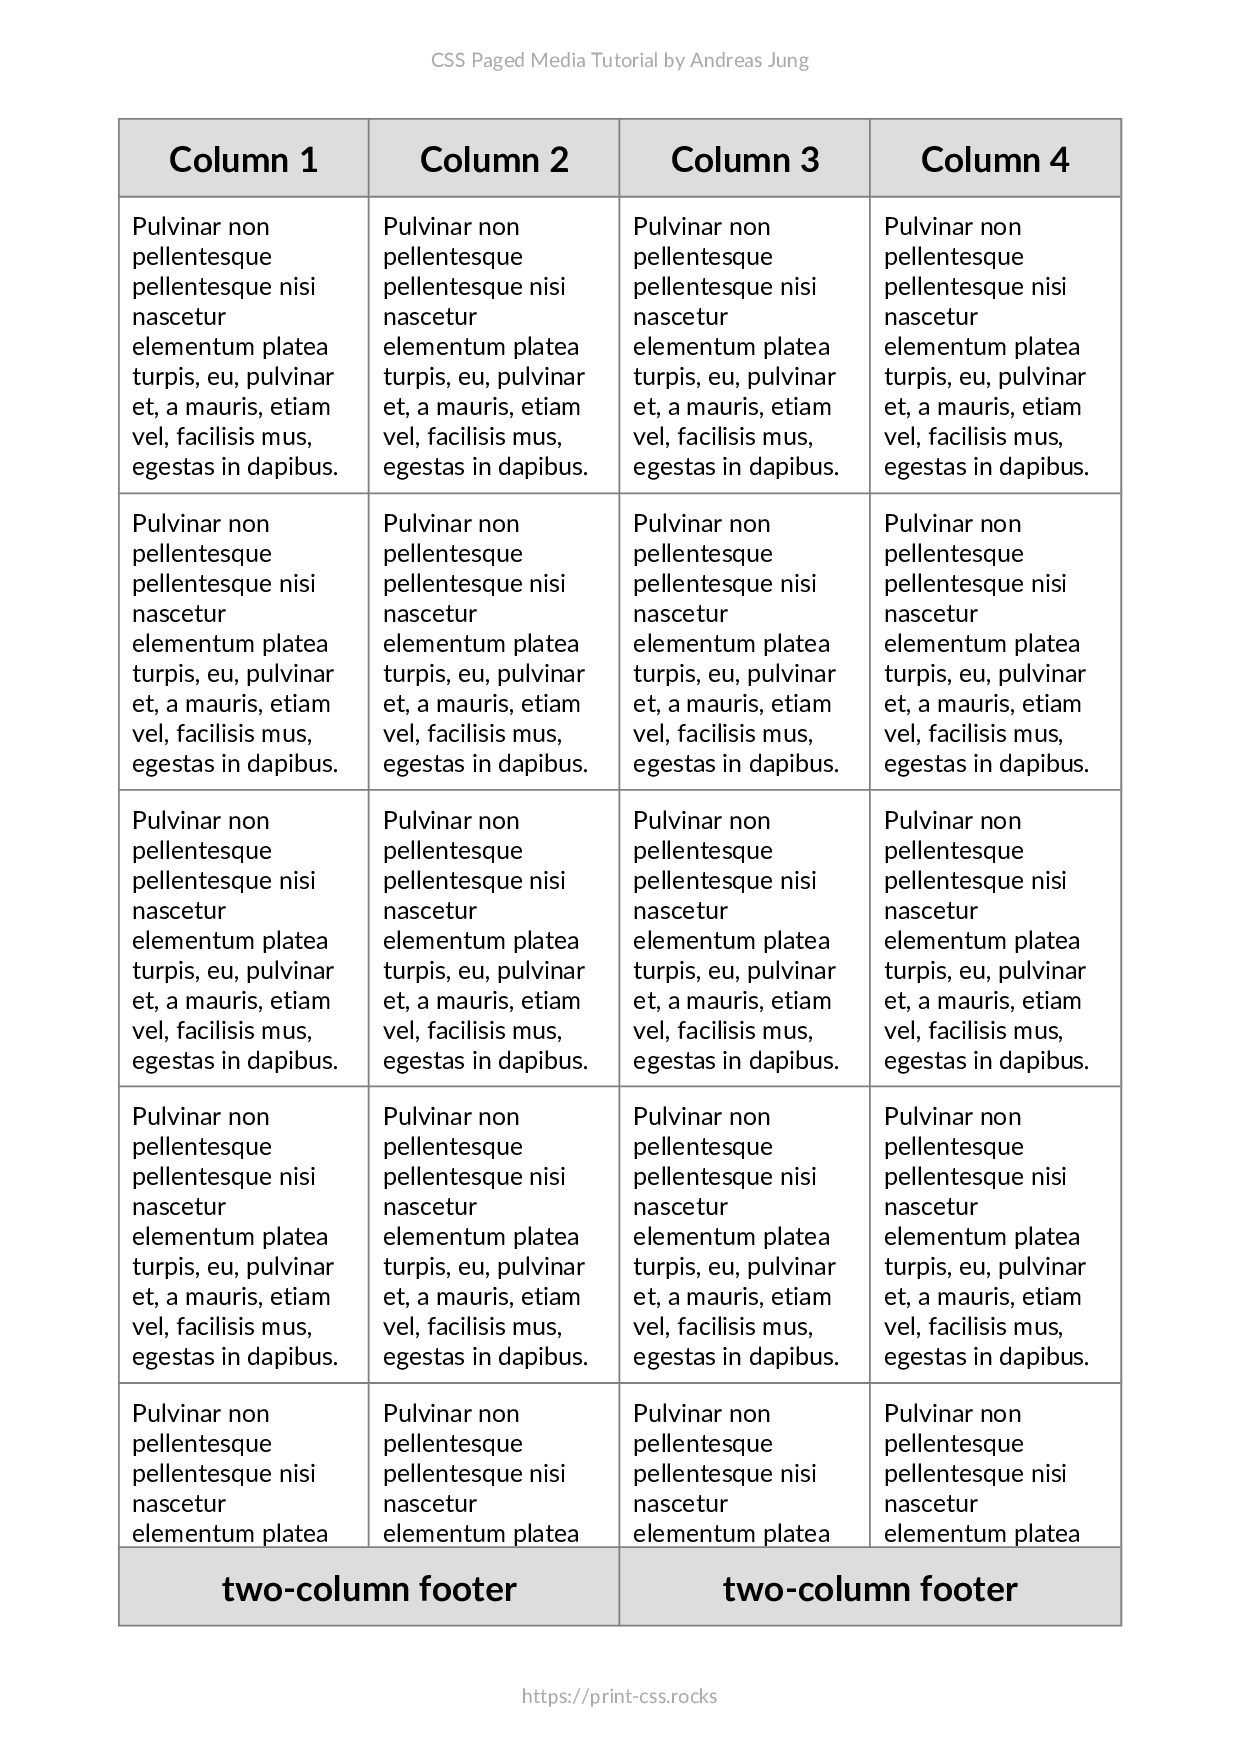 CSS Paged Media Tutorial by Andreas Jung
Column 1 Column 2 Column 3 Column 4
Pulvinar non Pulvinar non Pulvinar non Pulvinar non
pellentesque pellentesque pellentesque pellentesque
pellentesque nisi pellentesque nisi pellentesque nisi pellentesque nisi
nascetur nascetur nascetur nascetur
elementum platea elementum platea elementum platea elementum platea
turpis, eu, pulvinar turpis, eu, pulvinar turpis, eu, pulvinar turpis, eu, pulvinar
et, a mauris, etiam et, a mauris, etiam et, a mauris, etiam et, a mauris, etiam
vel, facilisis mus, vel, facilisis mus, vel, facilisis mus, vel, facilisis mus,
egestas in dapibus. egestas in dapibus. egestas in dapibus. egestas in dapibus.
Pulvinar non Pulvinar non Pulvinar non Pulvinar non
pellentesque pellentesque pellentesque pellentesque
pellentesque nisi pellentesque nisi pellentesque nisi pellentesque nisi
nascetur nascetur nascetur nascetur
elementum platea elementum platea elementum platea elementum platea
turpis, eu, pulvinar turpis, eu, pulvinar turpis, eu, pulvinar turpis, eu, pulvinar
et, a mauris, etiam et, a mauris, etiam et, a mauris, etiam et, a mauris, etiam
vel, facilisis mus, vel, facilisis mus, vel, facilisis mus, vel, facilisis mus,
egestas in dapibus. egestas in dapibus. egestas in dapibus. egestas in dapibus.
Pulvinar non Pulvinar non Pulvinar non Pulvinar non
pellentesque pellentesque pellentesque pellentesque
pellentesque nisi pellentesque nisi pellentesque nisi pellentesque nisi
nascetur nascetur nascetur nascetur
elementum platea elementum platea elementum platea elementum platea
turpis, eu, pulvinar turpis, eu, pulvinar turpis, eu, pulvinar turpis, eu, pulvinar
et, a mauris, etiam et, a mauris, etiam et, a mauris, etiam et, a mauris, etiam
vel, facilisis mus, vel, facilisis mus, vel, facilisis mus, vel, facilisis mus,
egestas in dapibus. egestas in dapibus. egestas in dapibus. egestas in dapibus.
Pulvinar non Pulvinar non Pulvinar non Pulvinar non
pellentesque pellentesque pellentesque pellentesque
pellentesque nisi pellentesque nisi pellentesque nisi pellentesque nisi
nascetur nascetur nascetur nascetur
elementum platea elementum platea elementum platea elementum platea
turpis, eu, pulvinar turpis, eu, pulvinar turpis, eu, pulvinar turpis, eu, pulvinar
et, a mauris, etiam et, a mauris, etiam et, a mauris, etiam et, a mauris, etiam
vel, facilisis mus, vel, facilisis mus, vel, facilisis mus, vel, facilisis mus,
egestas in dapibus. egestas in dapibus. egestas in dapibus. egestas in dapibus.
Pulvinar non Pulvinar non Pulvinar non Pulvinar non
pellentesque pellentesque pellentesque pellentesque
pellentesque nisi pellentesque nisi pellentesque nisi pellentesque nisi
nascetur nascetur nascetur nascetur
elementum platea elementum platea elementum platea elementum platea
two-column footer two-column footer
https://print-css.rocks